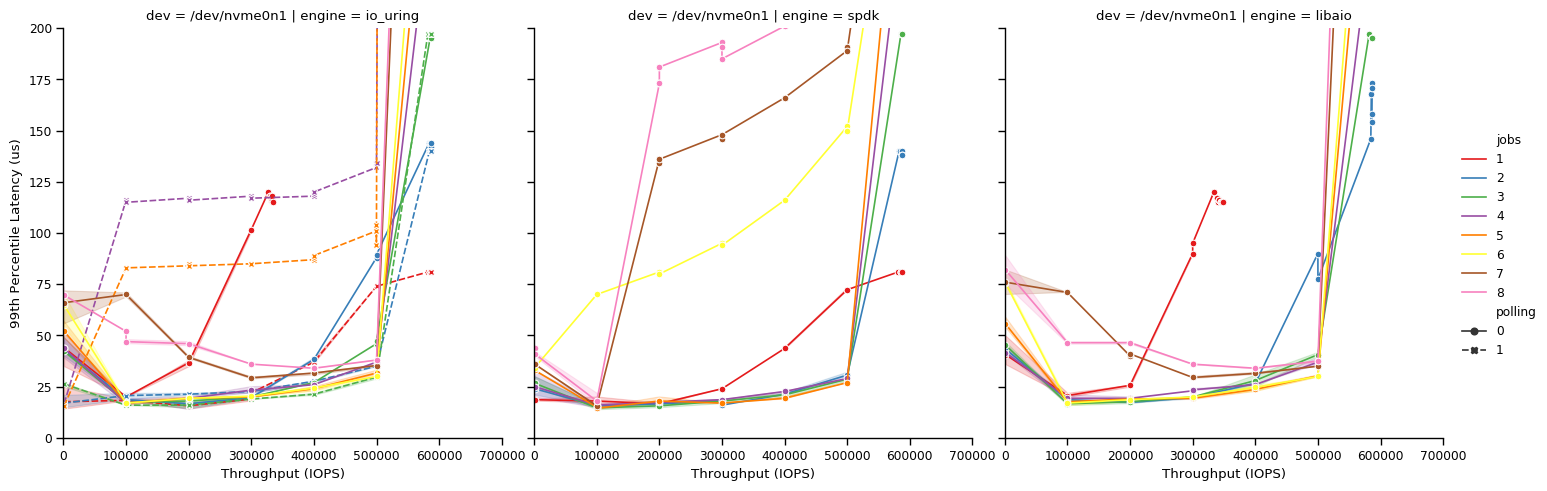 dev = /dev/nvme0n1 | engine = io_uring
dev = /dev/nvme0n1 | engine = spdk
dev = /dev/nvme0n1 | engine = libaio
99th Percentile Latency (us)
200
175
150
125
100
75
50
25
0
0 100000 200000 300000 400000 500000 600000 700000
Throughput (IOPS)
0 100000 200000 300000 400000 500000 600000 700000
Throughput (IOPS)
0 100000 200000 300000 400000 500000 600000 700000
Throughput (IOPS)
jobs
1
2
3
4
5
6
7
8
polling
0
1